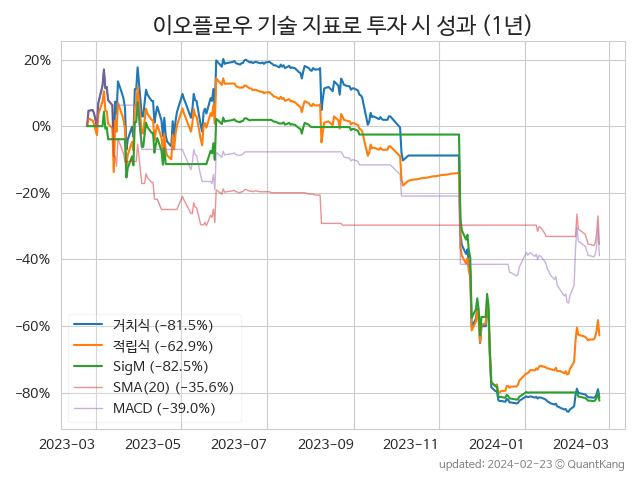 이오플로우 기술 지표로 투자 시 성과 (1년)
20%
0%
−20%
−40%
−60%
−80%
거치식 (−81.5%)
적립식 (−62.9%)
SigM (−82.5%)
SMA(20) (−35.6%)
MACD (−39.0%)
2023-03 2023-05 2023-07 2023-09 2023-11 2024-01 2024-03
updated: 2024-02-23 © QuantKang